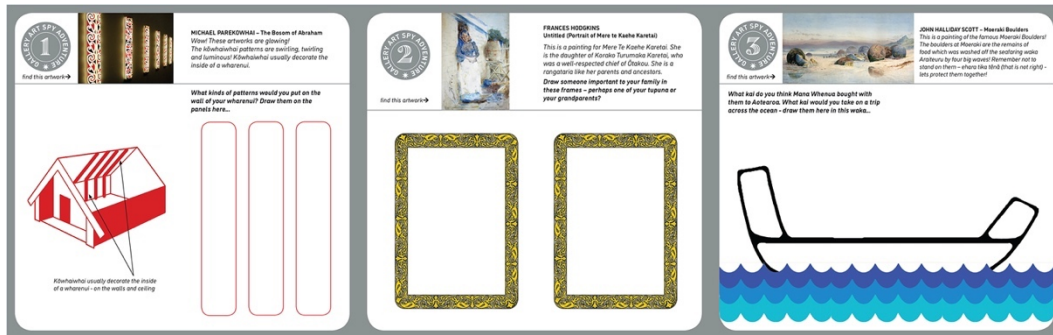 GALLERY ART SPY ADVENTURE
1
find this artwork→
MICHAEL PAREKOWHAI – The Bosom of Abraham
Wow! These artworks are glowing!
The kōwhaiwhai patterns are swirling, twirling
and luminous! Kōwhaiwhai usually decorate the
inside of a wharenui.
What kinds of patterns would you put on the
wall of your wharenui? Draw them on the
panels here...
Kōwhaiwhai usually decorate the inside
of a wharenui - on the walls and ceiling
GALLERY ART SPY ADVENTURE
2
find this artwork→
FRANCES HODGKINS
Untitled (Portrait of Mere te Kaehe Karetai)
This is a painting for Mere Te Kaehe Karetai. She
is the daughter of Karaka Turumaka Karetai, who
was a well-respected chief of Ōtakou. She is a
rangatira like her parents and ancestors.
Draw someone important to your family in
these frames – perhaps one of your tupuna or
your grandparents?
GALLERY ART SPY ADVENTURE
3
find this artwork→
JOHN HALLIDAY SCOTT – Moeraki Boulders
This is a painting of the famous Moeraki Boulders!
The boulders at Moeraki are the remains of
food which was washed off the seafaring waka
Araiteuru by four big waves! Remember not to
stand on them – ehara tika tēnā (that is not right) -
lets protect them together!
What kai do you think Mana Whenua bought with
them to Aotearoa. What kai would you take on a trip
across the ocean - draw them here in this waka...